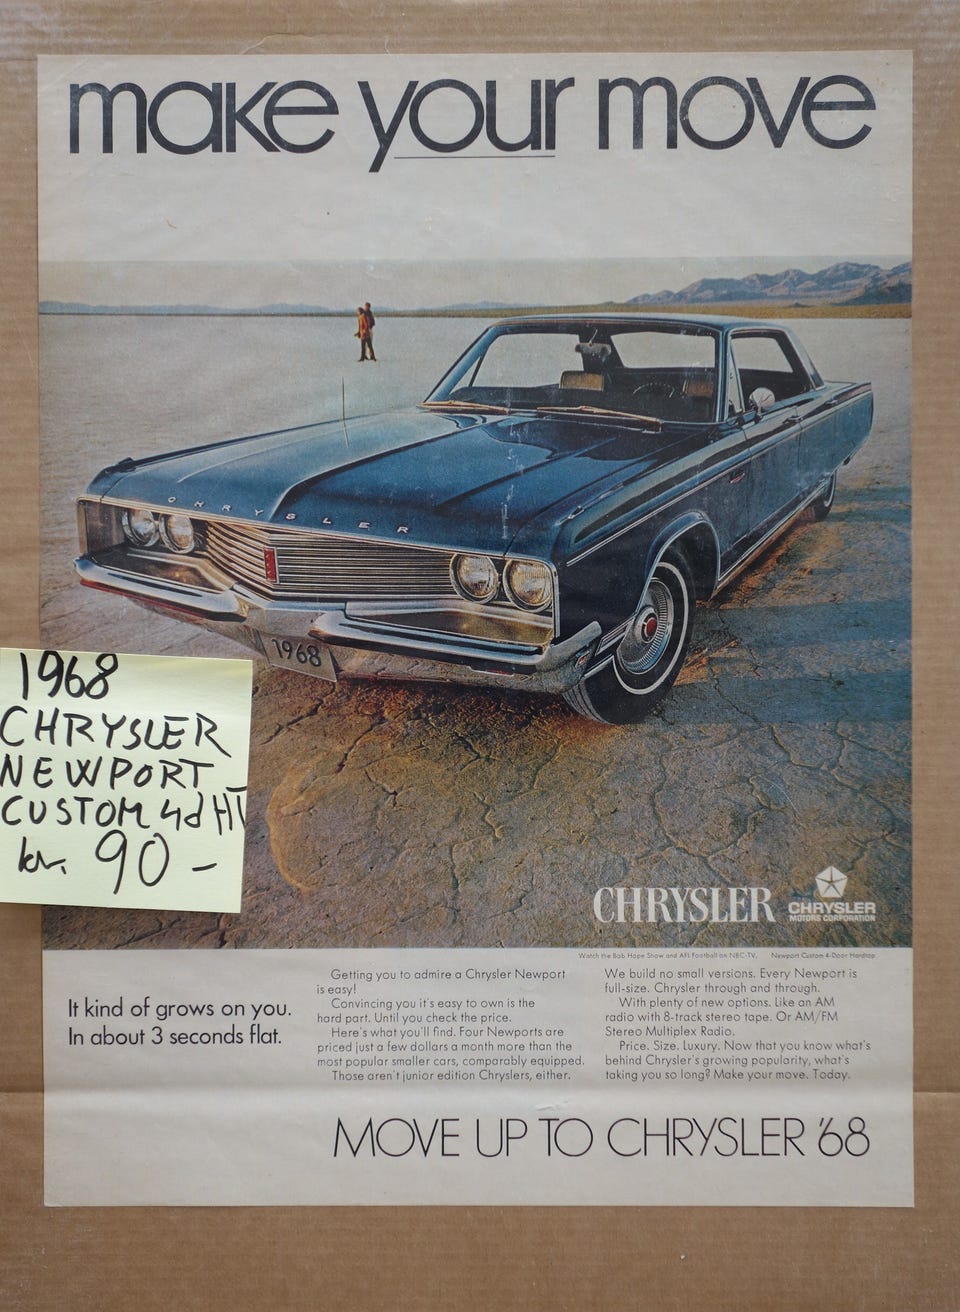 make your move
CHRYSLER
1968
1968
CHRYSLER
NEWPORT
CUSTOM 4d HT
kr. 90 -
CHRYSLER
CHRYSLER
MOTORS CORPORATION
Watch the Bob Hope Show and AFL Football on NBC-TV. Newport Custom 4-Door Hardtop
It kind of grows on you.
In about 3 seconds flat.
Getting you to admire a Chrysler Newport
is easy!
Convincing you it's easy to own is the
hard part. Until you check the price.
Here's what you'll find. Four Newports are
priced just a few dollars a month more than the
most popular smaller cars, comparably equipped.
Those aren't junior edition Chryslers, either.
We build no small versions. Every Newport is
full-size. Chrysler through and through.
With plenty of new options. Like an AM
radio with 8-track stereo tape. Or AM/FM
Stereo Multiplex Radio.
Price. Size. Luxury. Now that you know what's
behind Chrysler's growing popularity, what's
taking you so long? Make your move. Today.
MOVE UP TO CHRYSLER '68